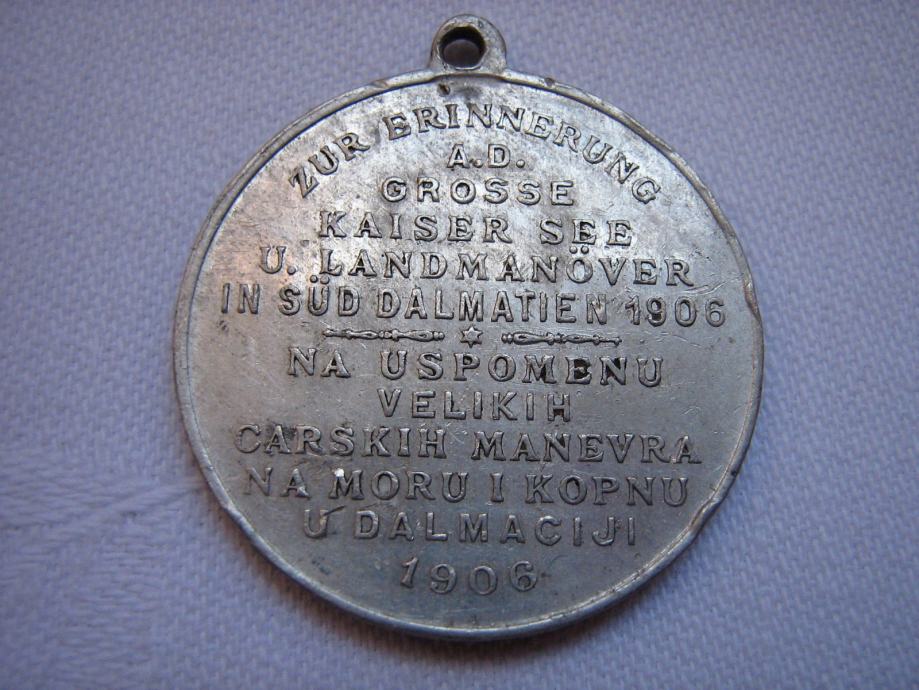 ZUR ERINNERUNG
A.D.
GROSSE
KAISER SEE
U. LANDMANÖVER
IN SÜD DALMATIEN 1906
NA USPOMENU
VELIKIH
CARSKIH MANEVRA
NA MORU I KOPNU
U DALMACIJI
1906